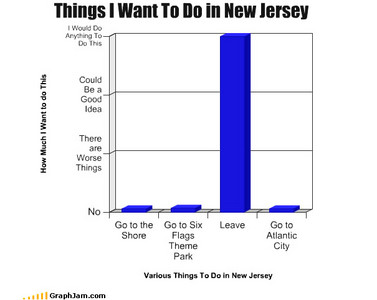 Things I Want To Do in New Jersey
I Would Do
Anything To
Do This
Could
Be a
Good
Idea
There
are
Worse
Things
No
How Much I Want to do This
Go to the
Shore
Go to Six
Flags
Theme
Park
Leave
Go to
Atlantic
City
Various Things To Do in New Jersey
GraphJam.com